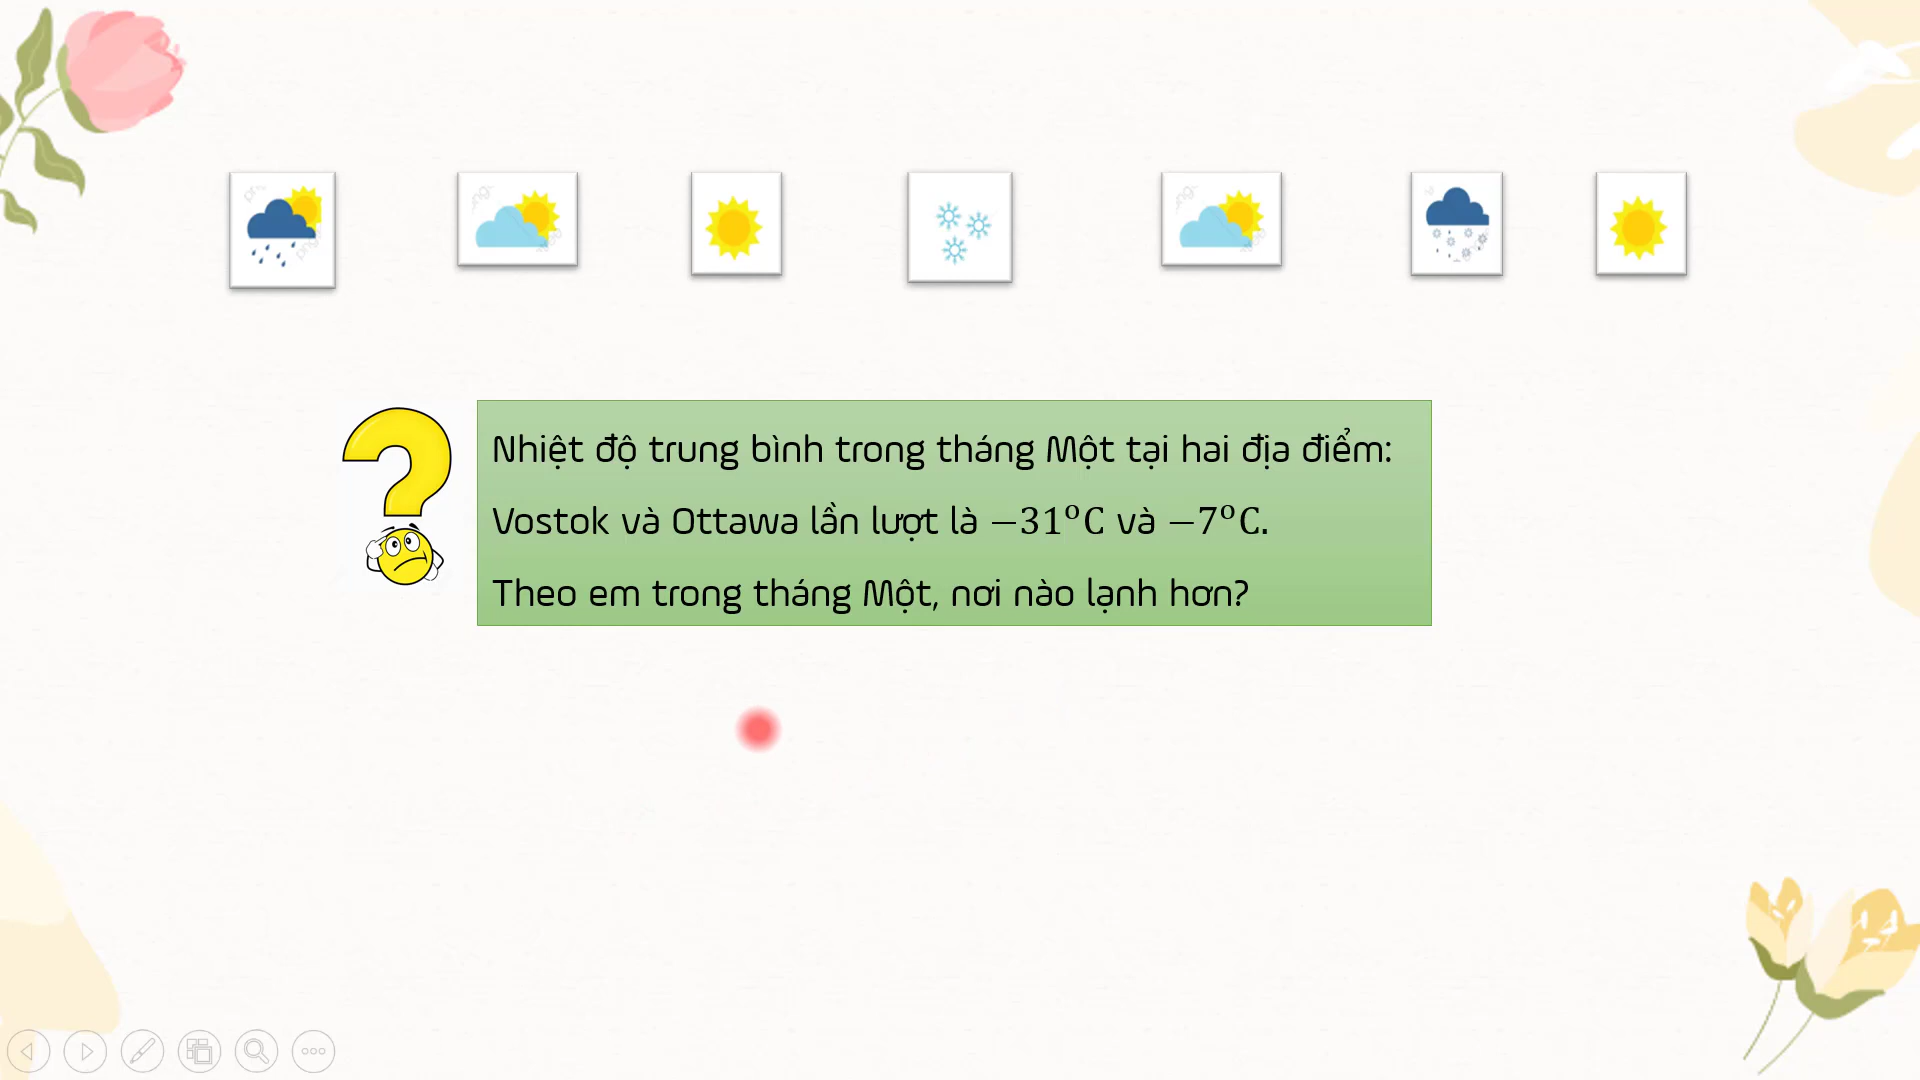 Nhiệt độ trung bình trong tháng Một tại hai địa điểm:
Vostok và Ottawa lần lượt là −31°C và −7°C.
Theo em trong tháng Một, nơi nào lạnh hơn?